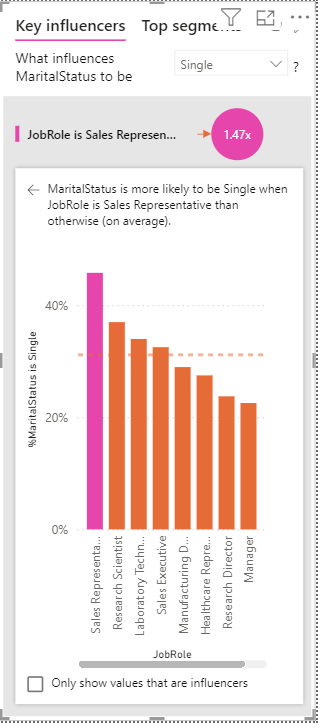 Key influencers Top segments
What influences
MaritalStatus to be
Single
?
JobRole is Sales Represen...
1.47x
MaritalStatus is more likely to be Single when
JobRole is Sales Representative than
otherwise (on average).
%MaritalStatus is Single
40%
20%
0%
Sales Representa...
Research Scientist
Laboratory Techn...
Sales Executive
Manufacturing D...
Healthcare Repre...
Research Director
Manager
JobRole
Only show values that are influencers